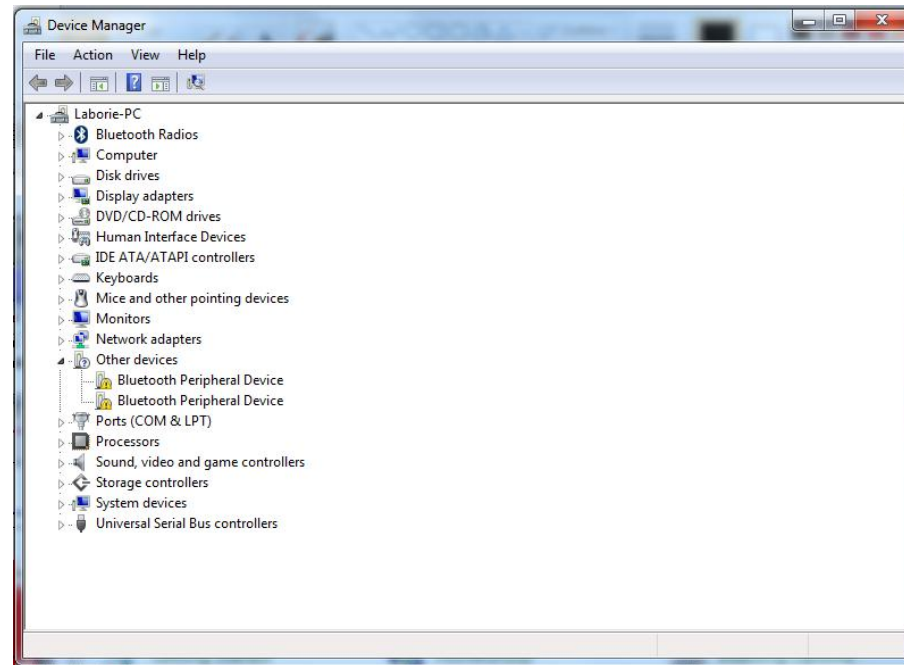 Device Manager
File Action View Help
Laborie-PC
Bluetooth Radios
Computer
Disk drives
Display adapters
DVD/CD-ROM drives
Human Interface Devices
IDE ATA/ATAPI controllers
Keyboards
Mice and other pointing devices
Monitors
Network adapters
Other devices
Bluetooth Peripheral Device
Bluetooth Peripheral Device
Ports (COM & LPT)
Processors
Sound, video and game controllers
Storage controllers
System devices
Universal Serial Bus controllers